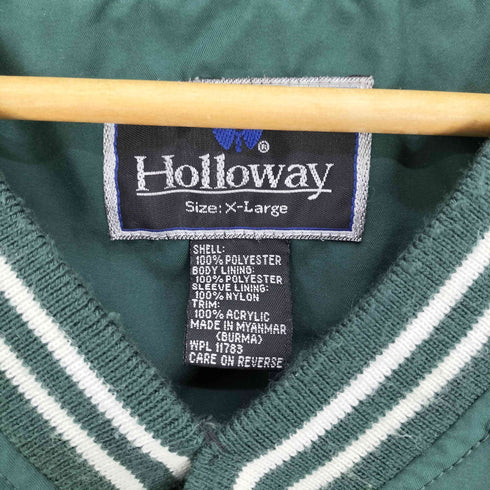 ®
Holloway
Size: X-Large
SHELL:
100% POLYESTER
BODY LINING:
100% POLYESTER
SLEEVE LINING:
100% NYLON
TRIM:
100% ACRYLIC
MADE IN MYANMAR
(BURMA)
WPL 11783
CARE ON REVERSE